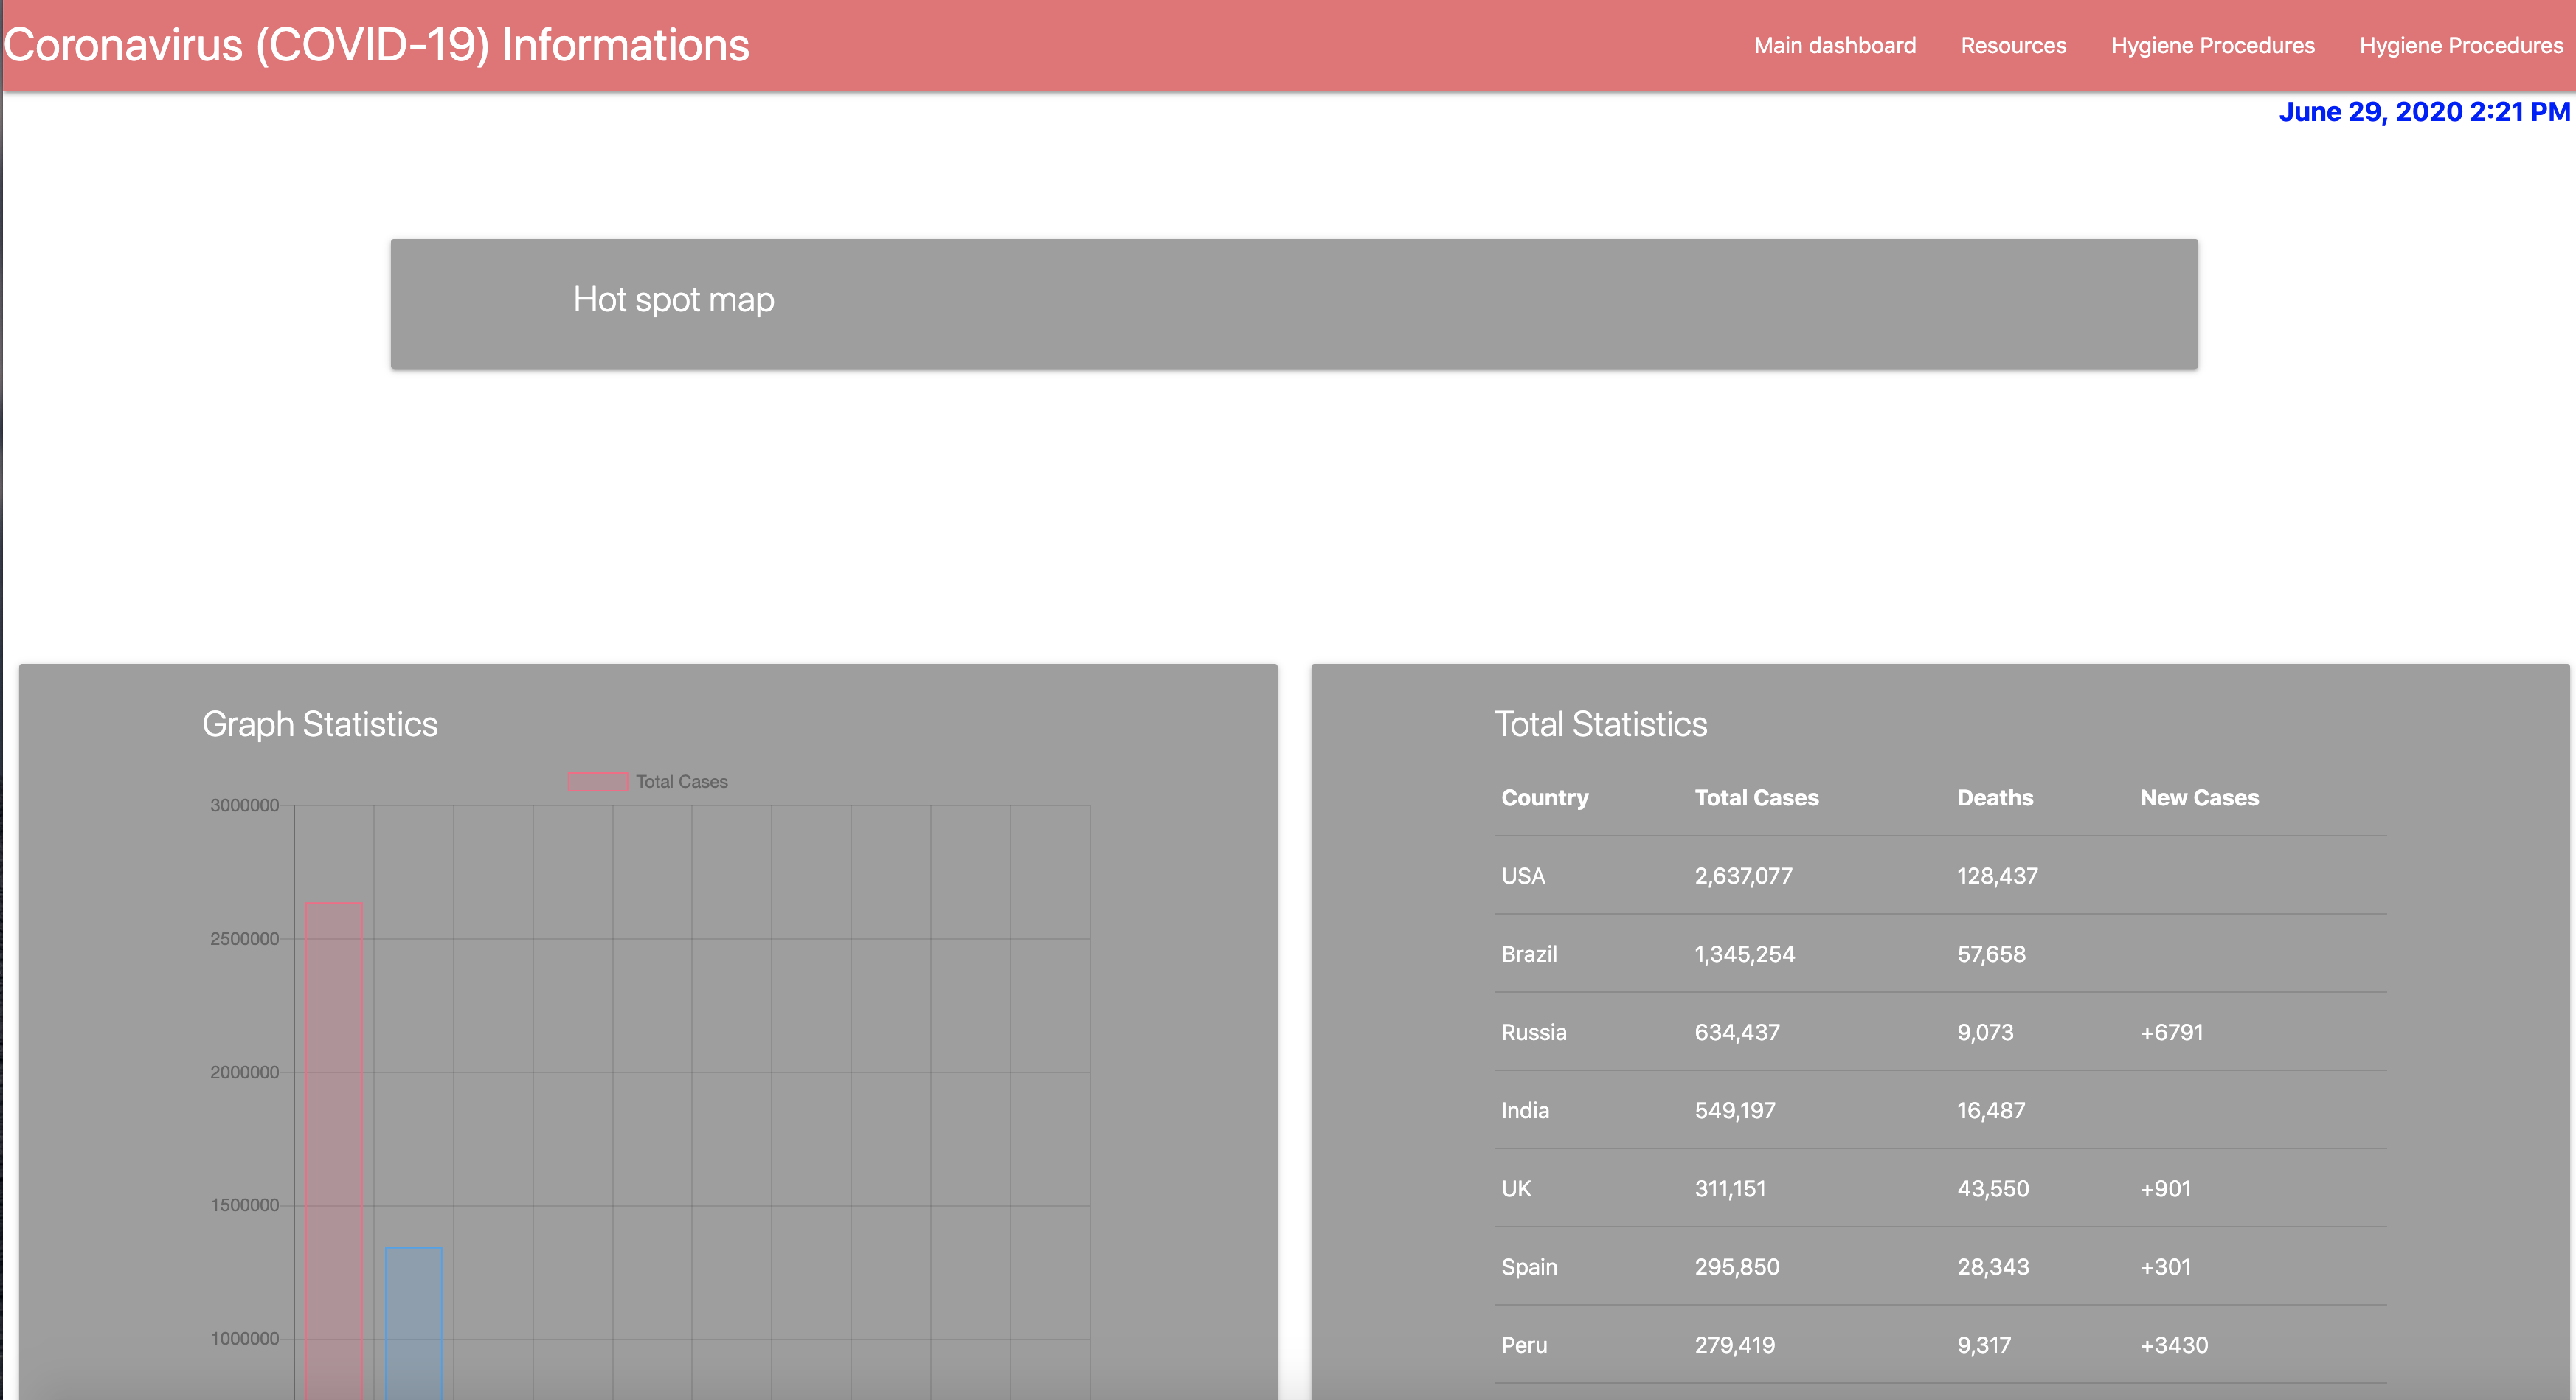 Coronavirus (COVID-19) Informations
Main dashboard Resources Hygiene Procedures Hygiene Procedures
June 29, 2020 2:21 PM
Hot spot map
Graph Statistics
Total Cases
3000000
2500000
2000000
1500000
1000000
Total Statistics
Country Total Cases Deaths New Cases
USA 2,637,077 128,437
Brazil 1,345,254 57,658
Russia 634,437 9,073 +6791
India 549,197 16,487
UK 311,151 43,550 +901
Spain 295,850 28,343 +301
Peru 279,419 9,317 +3430